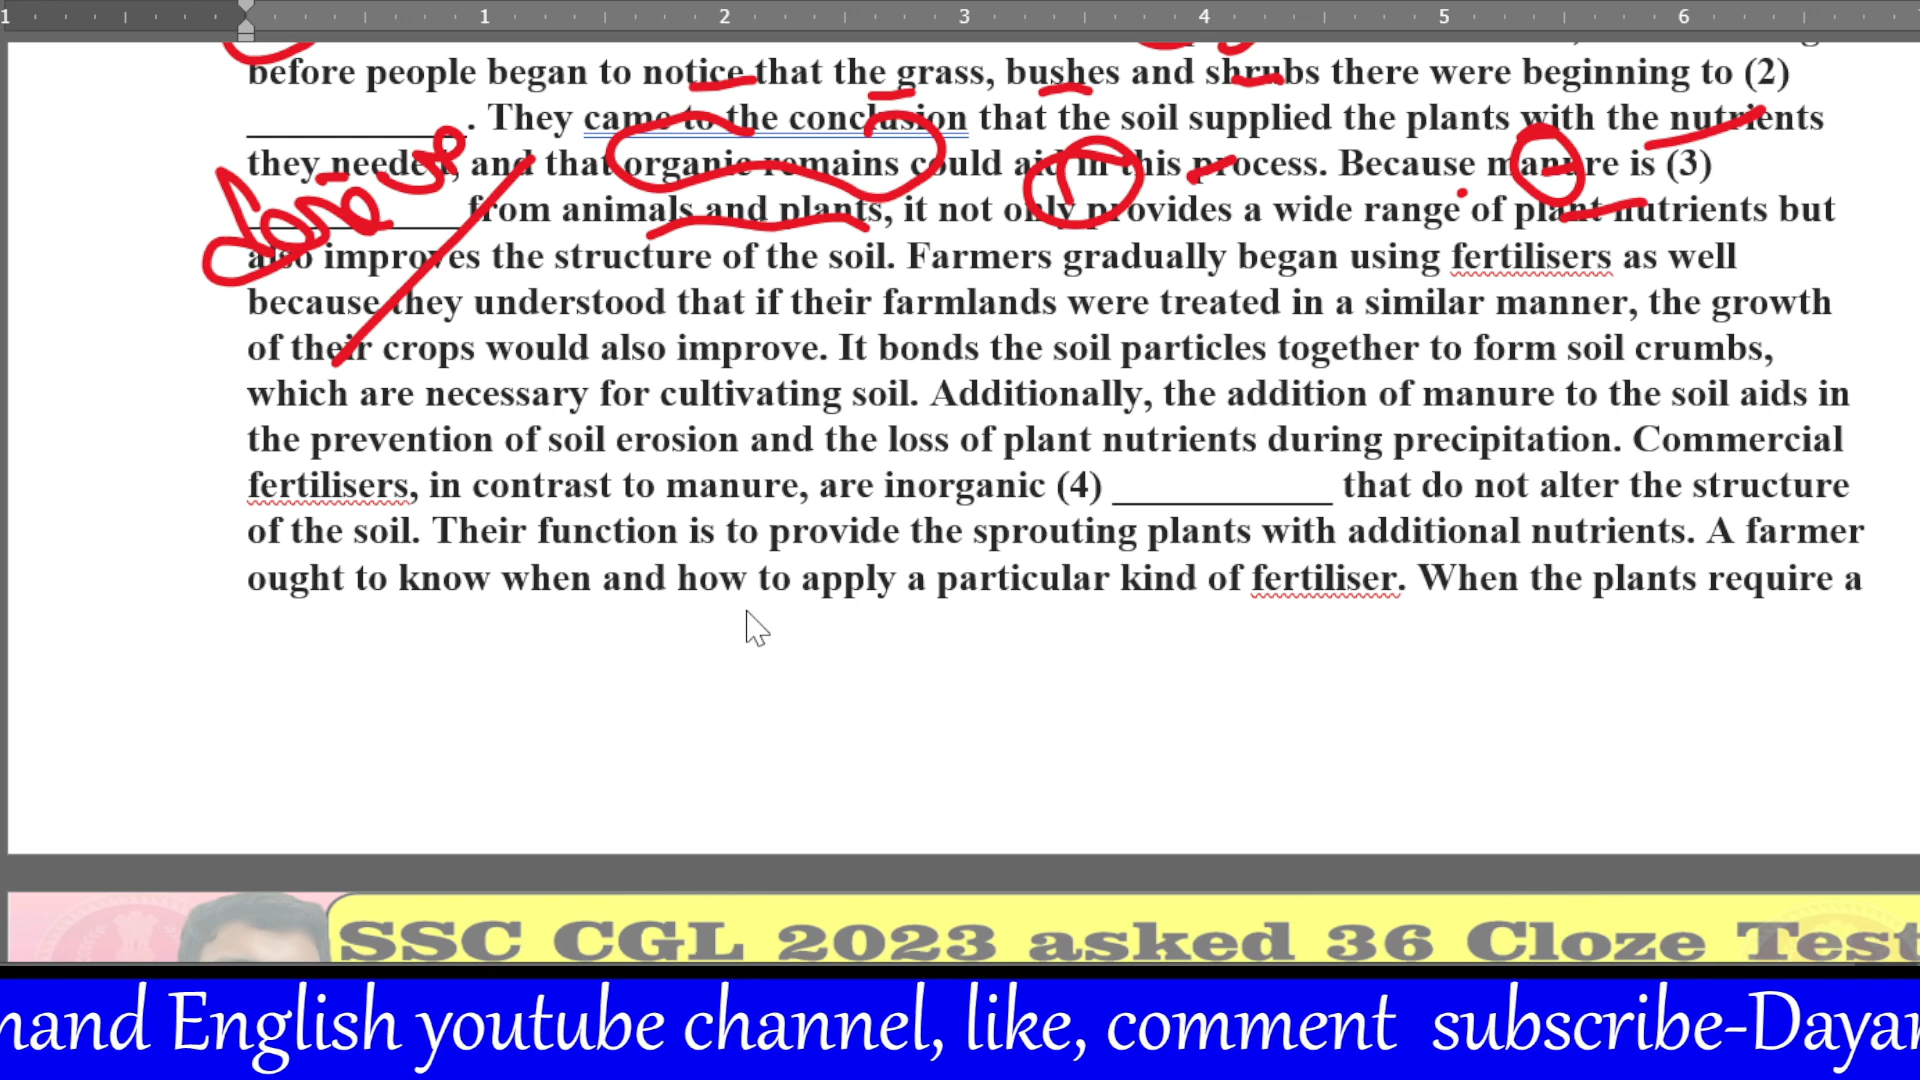 1 1 2 3 4 5 6
before people began to notice that the grass, bushes and shrubs there were beginning to (2)
____________. They came to the conclusion that the soil supplied the plants with the nutrients
they needed, and that organic remains could aid in this process. Because manure is (3)
____________ from animals and plants, it not only provides a wide range of plant nutrients but
also improves the structure of the soil. Farmers gradually began using fertilisers as well
because they understood that if their farmlands were treated in a similar manner, the growth
of their crops would also improve. It bonds the soil particles together to form soil crumbs,
which are necessary for cultivating soil. Additionally, the addition of manure to the soil aids in
the prevention of soil erosion and the loss of plant nutrients during precipitation. Commercial
fertilisers, in contrast to manure, are inorganic (4) ____________ that do not alter the structure
of the soil. Their function is to provide the sprouting plants with additional nutrients. A farmer
ought to know when and how to apply a particular kind of fertiliser. When the plants require a
SSC CGL 2023 asked 36 Cloze Test
nand English youtube channel, like, comment subscribe-Dayan